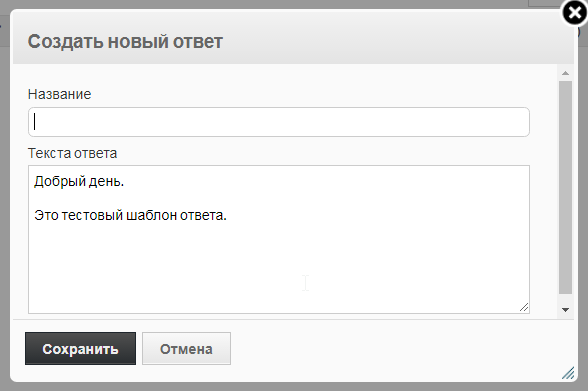 Создать новый ответ
Название
Текста ответа
Добрый день.
Это тестовый шаблон ответа.
Сохранить
Отмена